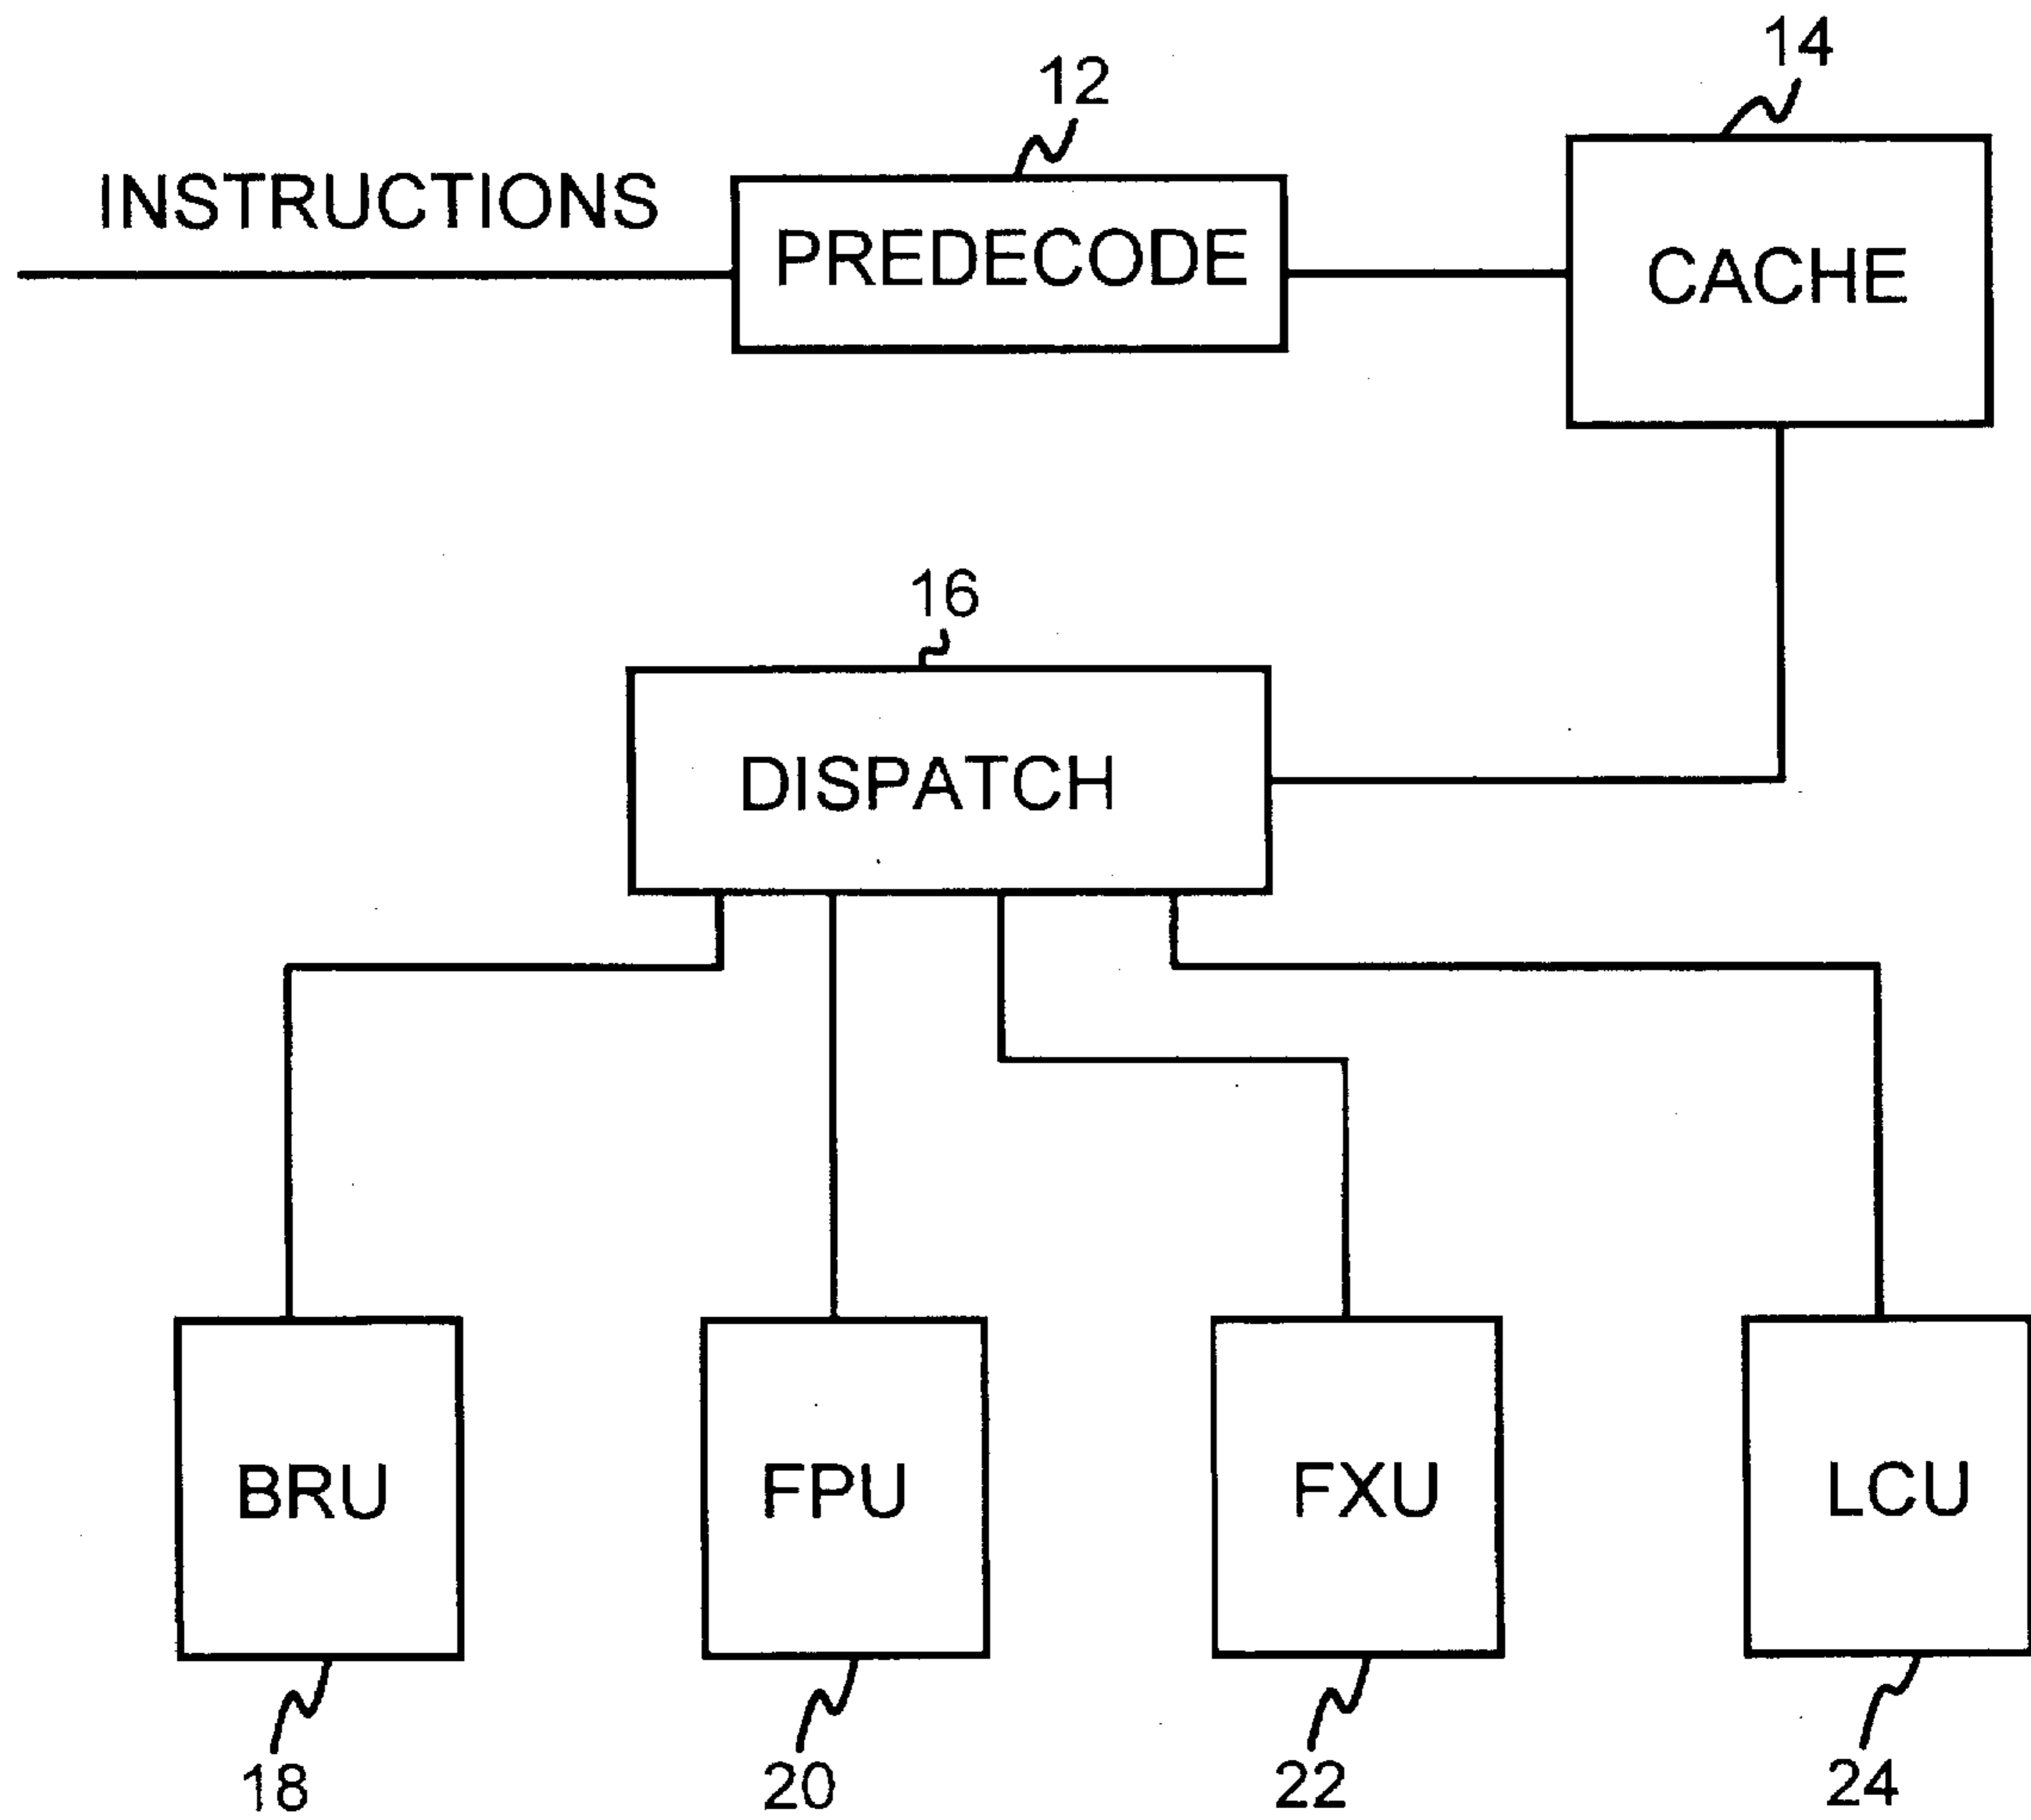 14
12
INSTRUCTIONS
PREDECODE
CACHE
16
DISPATCH
BRU
FPU
FXU
LCU
18
20
22
24